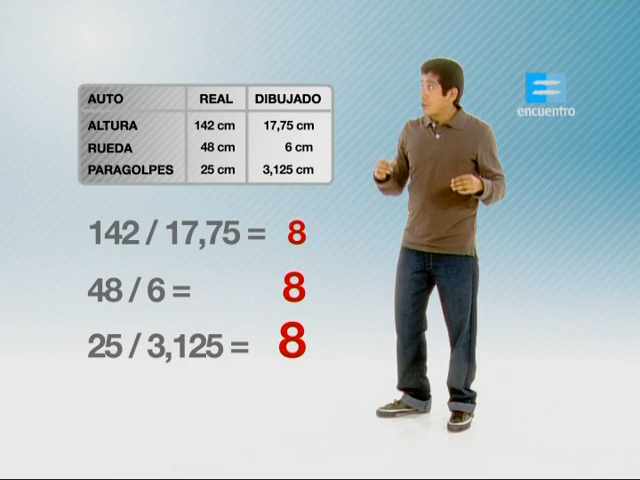 AUTO REAL DIBUJADO
ALTURA 142 cm 17,75 cm
RUEDA 48 cm 6 cm
PARAGOLPES 25 cm 3,125 cm
encuentro
142 / 17,75 = 8
48 / 6 = 8
25 / 3,125 = 8